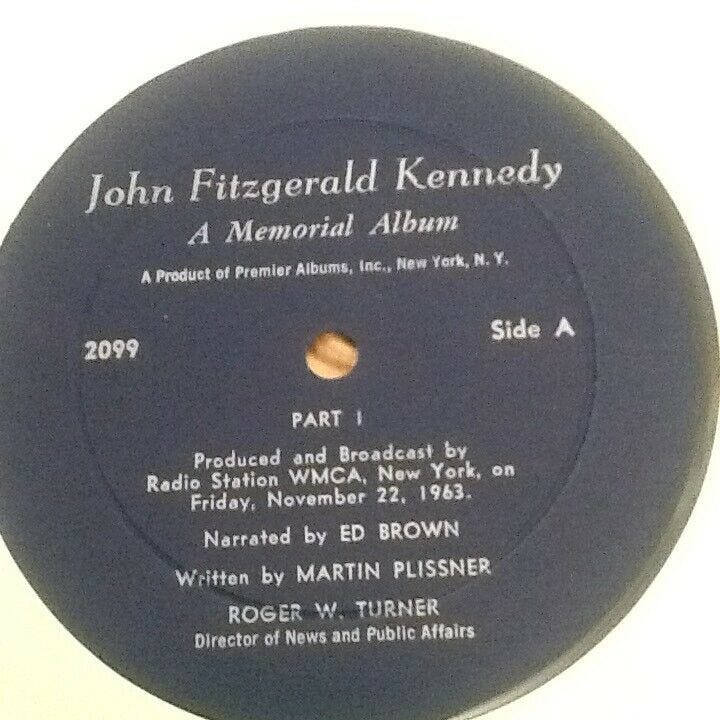 John Fitzgerald Kennedy
A Memorial Album
A Product of Premier Albums, Inc., New York, N. Y.
2099
Side A
PART I
Produced and Broadcast by
Radio Station WMCA, New York, on
Friday, November 22, 1963.
Narrated by ED BROWN
Written by MARTIN PLISSNER
ROGER W. TURNER
Director of News and Public Affairs